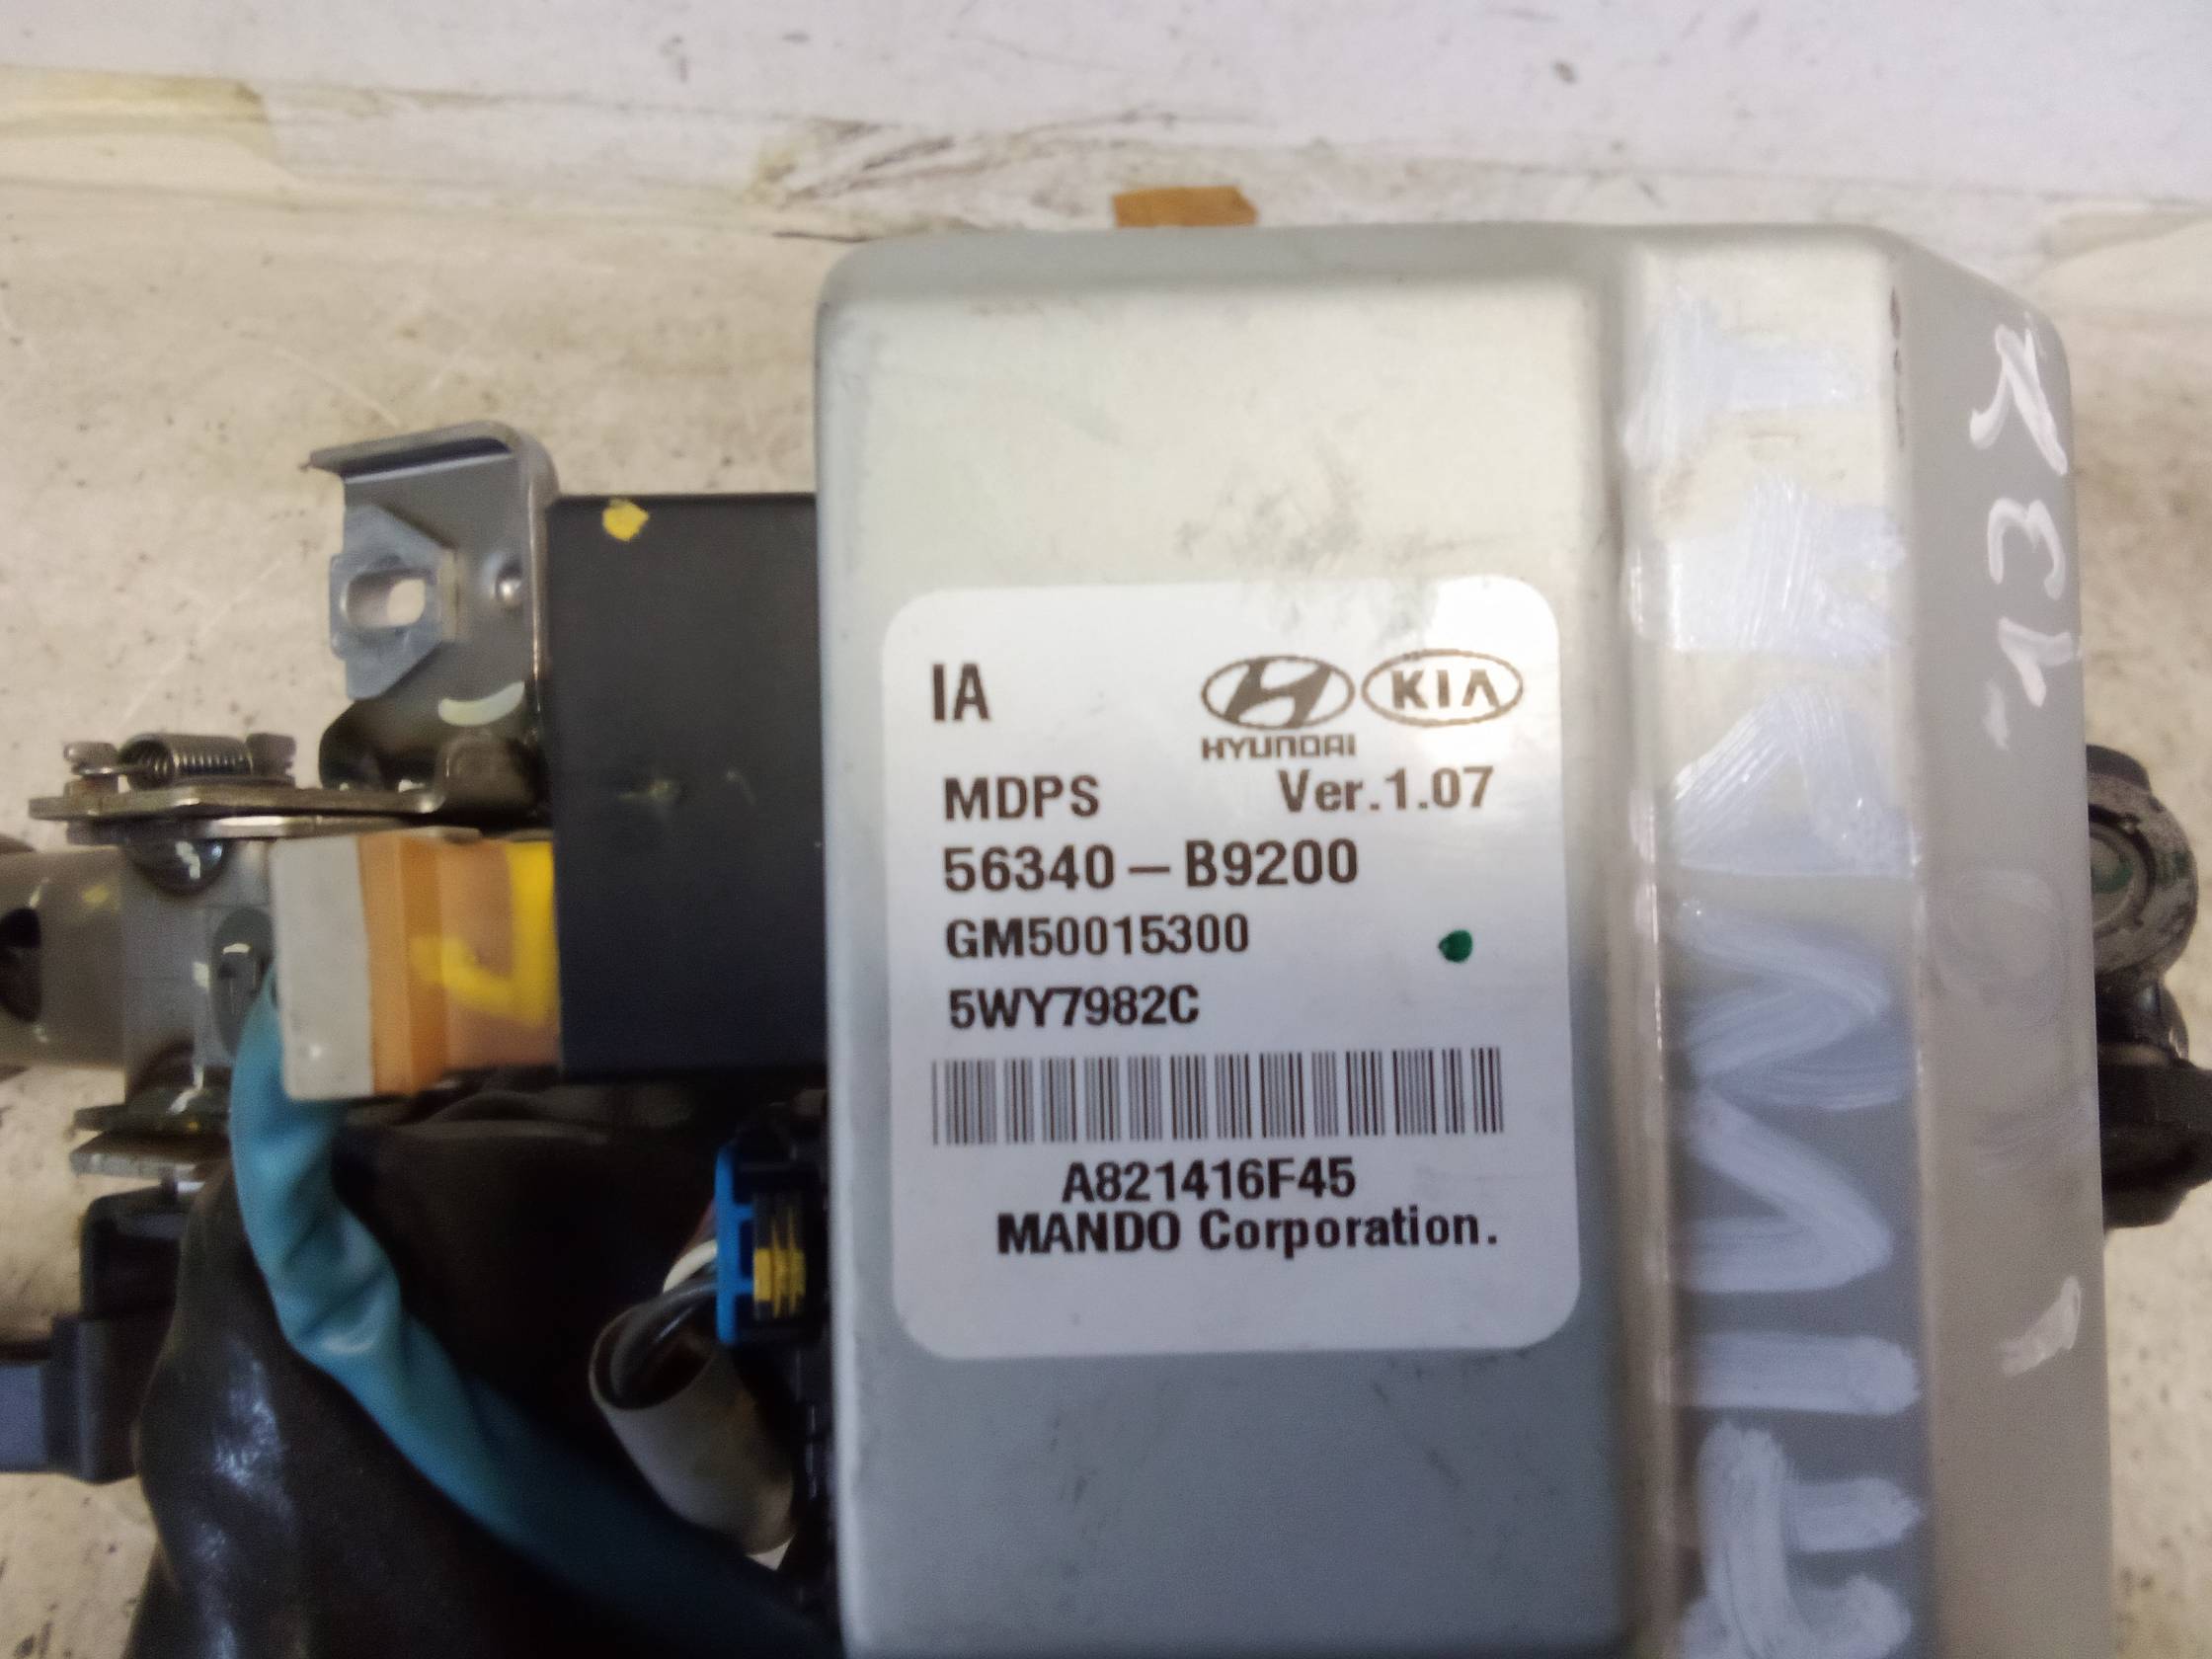 IA
HYUNDAI
KIA
MDPS Ver.1.07
56340-B9200
GM50015300
5WY7982C
A821416F45
MANDO Corporation.